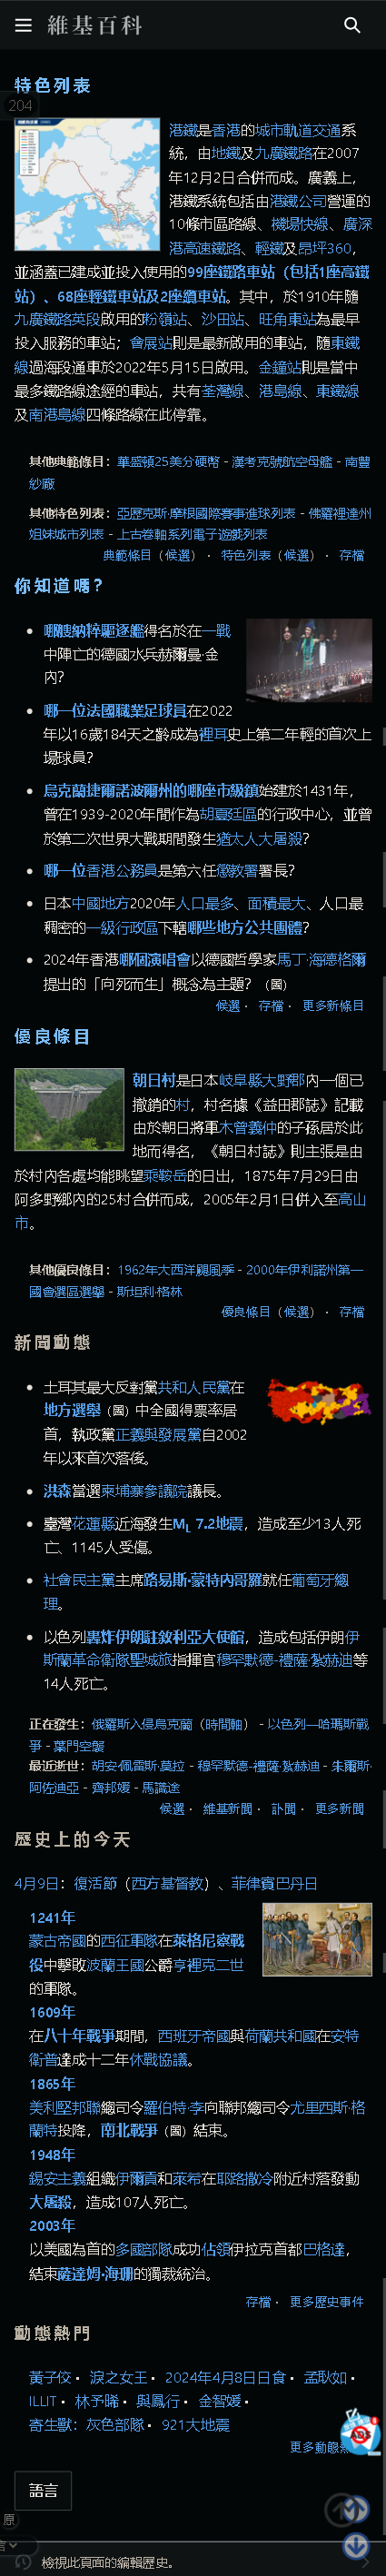 維基百科
特色列表
204
港鐵是香港的城市軌道交通系
統，由地鐵及九廣鐵路在2007
年12月2日合併而成。廣義上，
港鐵系統包括由港鐵公司營運的
10條市區路線、機場快線、廣深
港高速鐵路、輕鐵及昂坪360，
並涵蓋已建成並投入使用的99座鐵路車站（包括1座高鐵
站）、68座輕鐵車站及2座纜車站。其中，於1910年隨
九廣鐵路英段啟用的粉嶺站、沙田站、旺角東站為最早
投入服務的車站；會展站則是最新啟用的車站，隨東鐵
線過海段通車於2022年5月15日啟用。金鐘站則是當中
最多鐵路線途經的車站，共有荃灣線、港島線、東鐵線
及南港島線四條路線在此停靠。
其他典範條目：華盛頓25美分硬幣 - 漢考克號航空母艦 - 南豐
紗廠
其他特色列表：亞歷克斯·摩根國際賽事進球列表 - 佛羅裡達州
姐妹城市列表 - 上古卷軸系列電子遊戲列表
典範條目（候選） · 特色列表（候選） · 存檔
你知道嗎？
哪艘納粹驅逐艦得名於在一戰
中陣亡的德國水兵赫爾曼·金
內？
哪一位法國職業足球員在2022
年以16歲184天之齡成為裡耳史上第二年輕的首次上
場球員？
烏克蘭捷爾諾波爾州的哪座市級鎮始建於1431年，
曾在1939-2020年間作為胡夏廷區的行政中心，並曾
於第二次世界大戰期間發生猶太人大屠殺？
哪一位香港公務員是第六任懲教署署長？
日本中國地方2020年人口最多、面積最大、人口最
稠密的一級行政區下轄哪些地方公共團體？
2024年香港哪個演唱會以德國哲學家馬丁·海德格爾
提出的「向死而生」概念為主題？（圖）
候選 · 存檔 · 更多新條目
優良條目
朝日村是日本岐阜縣大野郡內一個已
撤銷的村，村名據《益田郡誌》記載
由於朝日將軍木曾義仲的子孫居於此
地而得名，《朝日村誌》則主張是由
於村內各處均能眺望乘鞍岳的日出，1875年7月29日由
阿多野鄉內的25村合併而成，2005年2月1日併入至高山
市。
其他優良條目：1962年大西洋颶風季 - 2000年伊利諾州第一
國會選區選舉 - 斯坦利·格林
優良條目（候選） · 存檔
新聞動態
土耳其最大反對黨共和人民黨在
地方選舉（圖）中全國得票率居
首，執政黨正義與發展黨自2002
年以來首次落後。
洪森當選柬埔寨參議院議長。
臺灣花蓮縣近海發生ML 7.2地震，造成至少13人死
亡、1145人受傷。
社會民主黨主席路易斯·蒙特內哥羅就任葡萄牙總
理。
以色列轟炸伊朗駐敘利亞大使館，造成包括伊朗伊
斯蘭革命衛隊聖城旅指揮官穆罕默德-禮薩·紮赫迪等
14人死亡。
正在發生：俄羅斯入侵烏克蘭（時間軸） - 以色列—哈瑪斯戰
爭 - 葉門空襲
最近逝世：胡安·佩雷斯·莫拉 - 穆罕默德-禮薩·紮赫迪 - 朱爾斯·
阿佐迪亞 - 齊邦媛 - 馬識途
候選 · 維基新聞 · 訃聞 · 更多新聞
歷史上的今天
4月9日：復活節（西方基督教）、菲律賓巴丹日
1241年
蒙古帝國的西征軍隊在萊格尼察戰
役中擊敗波蘭王國公爵亨裡克二世
的軍隊。
1609年
在八十年戰爭期間，西班牙帝國與荷蘭共和國在安特
衛普達成十二年休戰協議。
1865年
美利堅邦聯總司令羅伯特·李向聯邦總司令尤里西斯·格
蘭特投降，南北戰爭（圖）結束。
1948年
錫安主義組織伊爾貢和萊希在耶路撒冷附近村落發動
大屠殺，造成107人死亡。
2003年
以美國為首的多國部隊成功佔領伊拉克首都巴格達，
結束薩達姆·海珊的獨裁統治。
存檔 · 更多歷史事件
動態熱門
黃子佼 · 淚之女王 · 2024年4月8日日食 · 孟耿如 ·
ILLIT · 林予晞 · 與鳳行 · 金智媛 ·
寄生獸：灰色部隊 · 921大地震
更多動態
語言
原
檢視此頁面的編輯歷史。